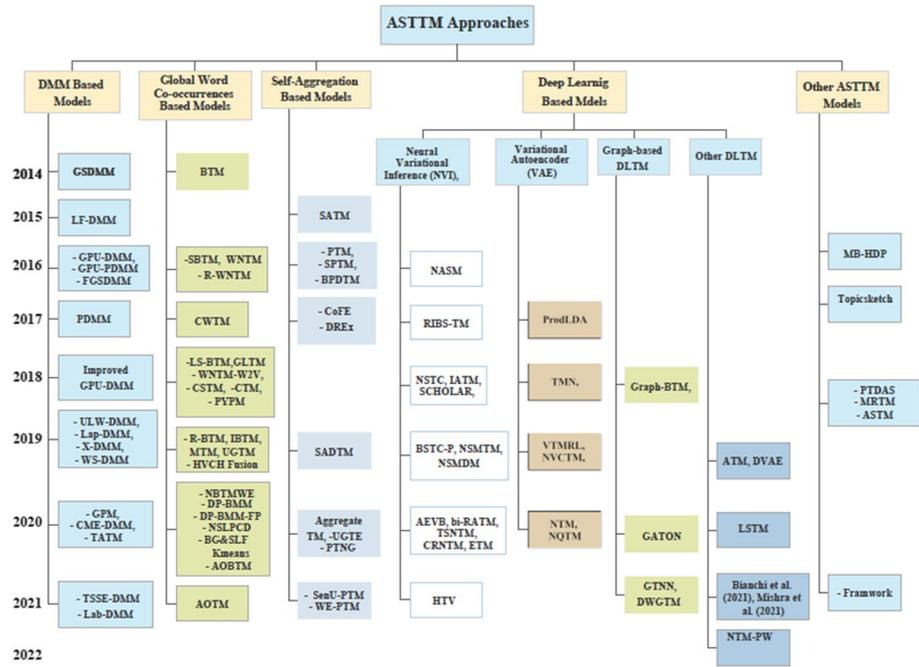 ASTTM Approaches
DMM Based
Models
Global Word
Co-occurrences
Based Models
Self-Aggregation
Based Models
Deep Learnig
Based Mdels
Other ASTTM
Models
Neural
Variational
Inference (NVI),
Variational
Autoencoder
(VAE)
Graph-based
DLTM
Other DLTM
2014
GSDMM
BTM
2015
LF-DMM
SATM
2016
- GPU-DMM,
- GPU-PDMM
- FGSDMM
-SBTM, WNTM
- R-WNTM
- PTM,
- SPTM,
- BPDTM
NASM
MB-HDP
2017
PDMM
CWTM
- CoFE
- DREx
RIBS-TM
ProdLDA
Topicsketch
2018
Improved
GPU-DMM
-LS-BTM,GLTM
- WNTM-W2V,
- CSTM, -CTM,
- PYPM
NSTC, IATM,
SCHOLAR,
TMN,
Graph-BTM,
- PTDAS
- MRTM
- ASTM
2019
- ULW-DMM,
- Lap-DMM,
- X-DMM,
- WS-DMM
- R-BTM, IBTM,
MTM, UGTM
- HVCH Fusion
SADTM
BSTC-P, NSMTM,
NSMDM
VTMRL,
NVCTM,
ATM, DVAE
2020
- GPM,
- CME-DMM,
- TATM
- NBTMWE
- DP-BMM
- DP-BMM-FP
- NSLPCD
- BG&SLF
Kmeans
- AOBTM
Aggregate
TM, -UGTE
- PTNG
AEVB, bi-RATM,
TSNTM,
CRNTM, ETM
NTM,
NQTM
GATON
LSTM
2021
- TSSE-DMM
- Lab-DMM
AOTM
- SenU-PTM
- WE-PTM
HTV
GTNN,
DWGTM
Bianchi et al.
(2021), Mishra
et al. (2021)
- Framwork
2022
NTM-PW